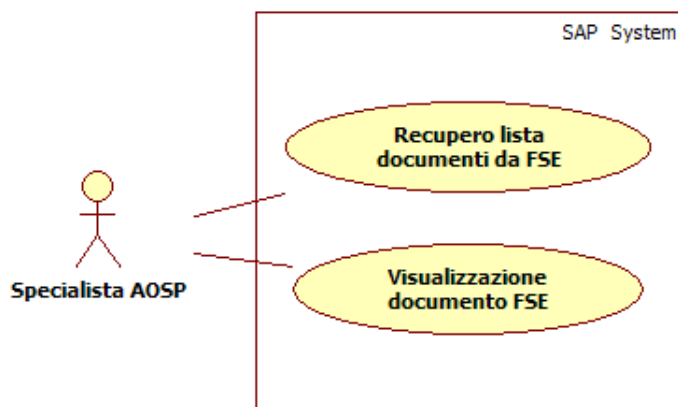 SAP System
Recupero lista
documenti da FSE
Specialista AOSP
Visualizzazione
documento FSE